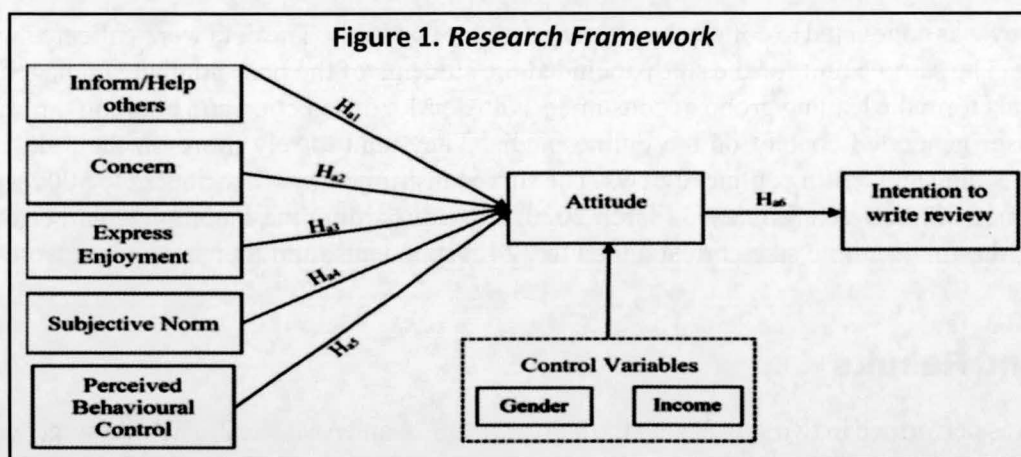 Figure 1. Research Framework
Inform/Help
others
Concern
Express
Enjoyment
Subjective Norm
Perceived
Behavioural
Control
Ha1
Ha2
Ha3
Ha4
Ha5
Attitude
Ha6
Intention to
write review
Control Variables
Gender
Income